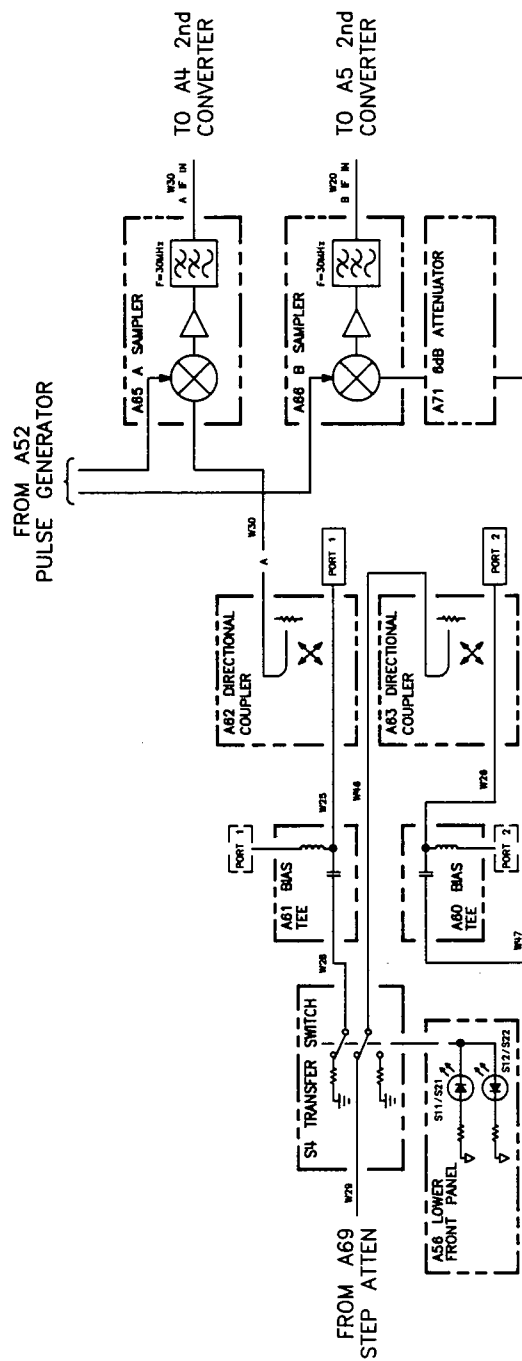 FROM A52
PULSE GENERATOR
TO A4 2nd
CONVERTER
TO A5 2nd
CONVERTER
W30
A IF IN
W20
B IF IN
A65 A SAMPLER
F=30MHz
A66 B SAMPLER
F=30MHz
A71 6dB ATTENUATOR
W30
A
PORT 1
PORT 2
A62 DIRECTIONAL
COUPLER
A63 DIRECTIONAL
COUPLER
W25
W46
W26
PORT 1
A61 BIAS
TEE
A60 BIAS
TEE
PORT 2
W28
W47
S4 TRANSFER SWITCH
W29
FROM A69
STEP ATTEN
S11/S21
S12/S22
A56 LOWER
FRONT PANEL